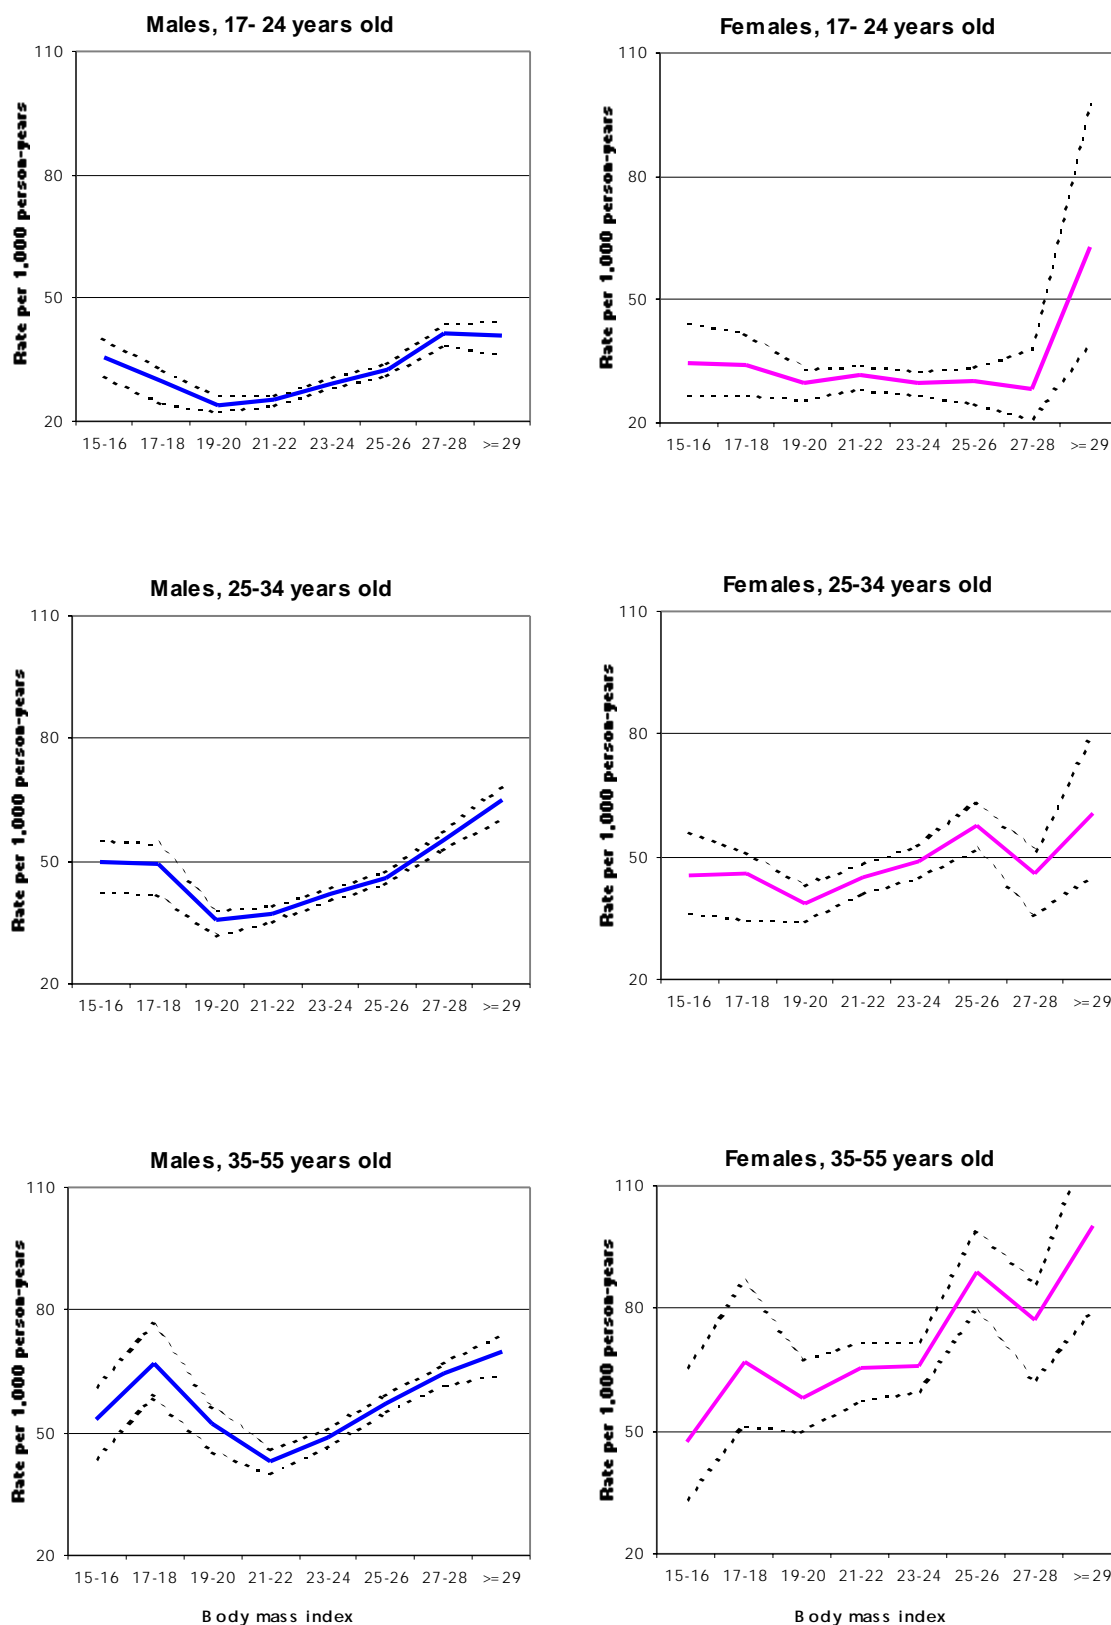 Males, 17- 24 years old
Rate per 1,000 person-years
110
80
50
20
15-16 17-18 19-20 21-22 23-24 25-26 27-28 >=29
Females, 17- 24 years old
Rate per 1,000 person-years
110
80
50
20
15-16 17-18 19-20 21-22 23-24 25-26 27-28 >=29
Males, 25-34 years old
Rate per 1,000 person-years
110
80
50
20
15-16 17-18 19-20 21-22 23-24 25-26 27-28 >=29
Females, 25-34 years old
Rate per 1,000 person-years
110
80
50
20
15-16 17-18 19-20 21-22 23-24 25-26 27-28 >=29
Males, 35-55 years old
Rate per 1,000 person-years
110
80
50
20
15-16 17-18 19-20 21-22 23-24 25-26 27-28 >=29
Body mass index
Females, 35-55 years old
Rate per 1,000 person-years
110
80
50
20
15-16 17-18 19-20 21-22 23-24 25-26 27-28 >=29
Body mass index